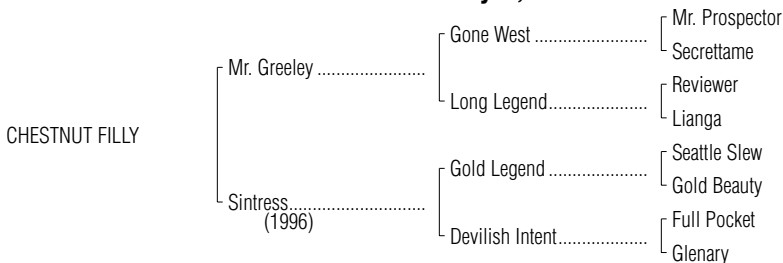 Mr. Prospector
Gone West
Secrettame
Mr. Greeley
Reviewer
Long Legend
Lianga
CHESTNUT FILLY
Seattle Slew
Gold Legend
Gold Beauty
Sintress
(1996)
Full Pocket
Devilish Intent
Glenary